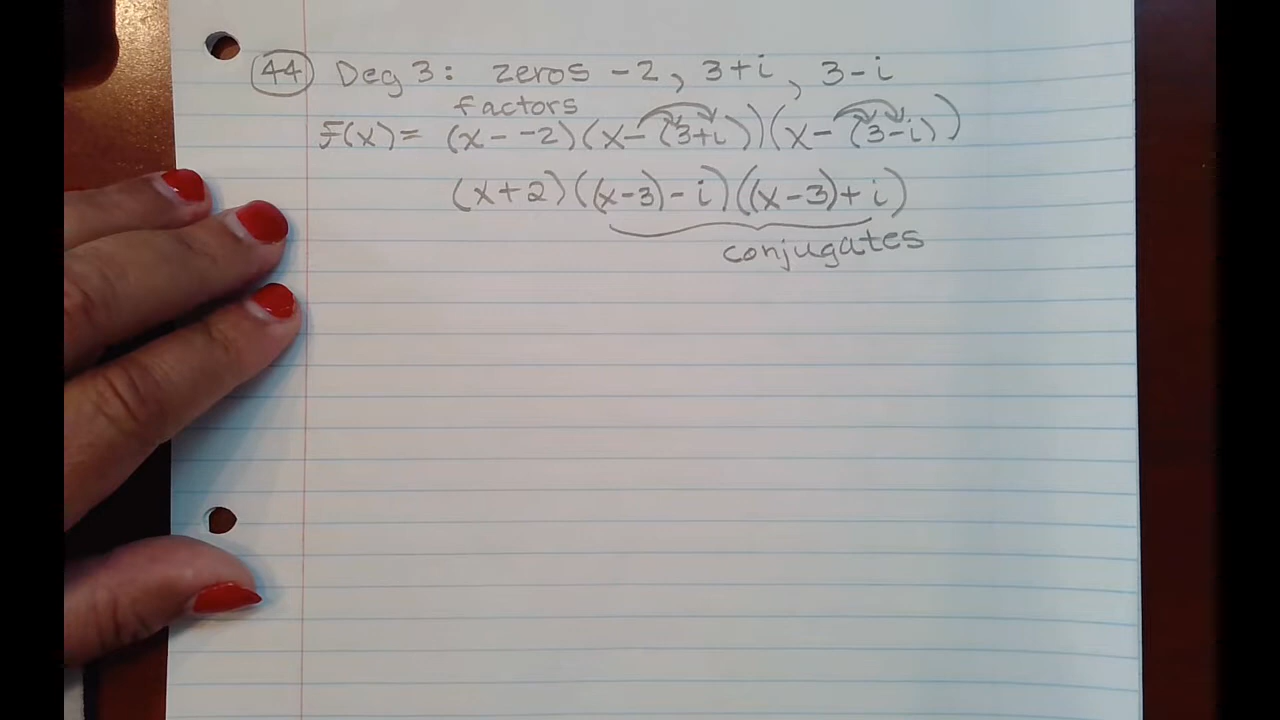 44 Deg 3: zeros -2, 3+i, 3-i
factors
F(x) = (x - -2)(x-(3+i))(x-(3-i))
(x+2)((x-3)-i)((x-3)+i)
conjugates